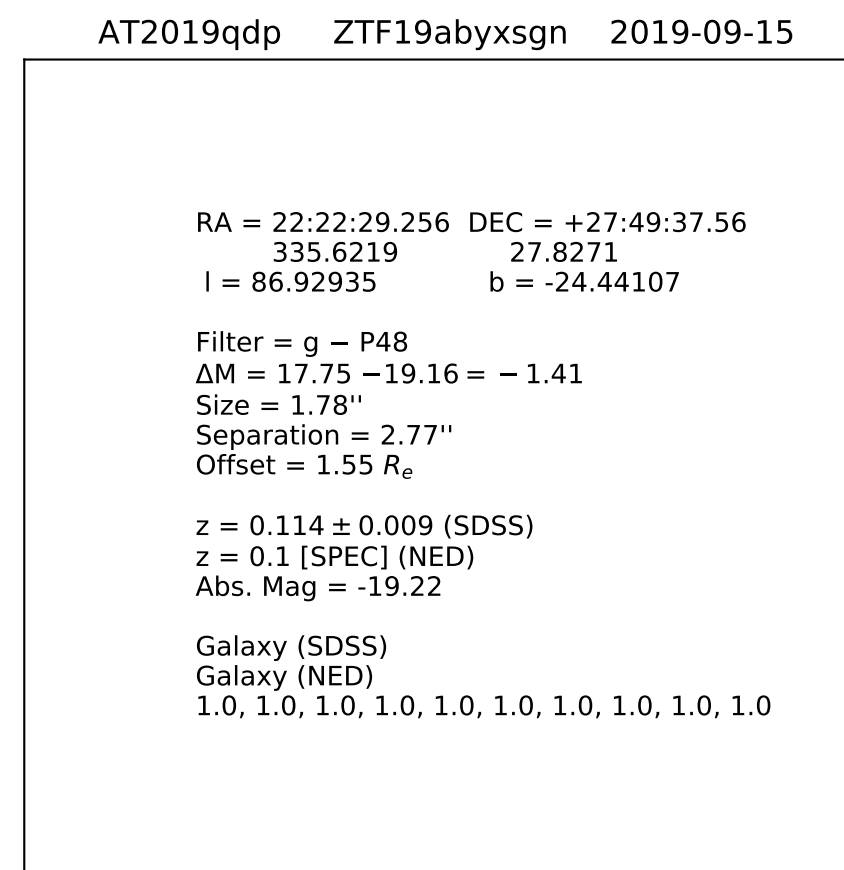 AT2019qdp ZTF19abyxsgn 2019-09-15
RA = 22:22:29.256 DEC = +27:49:37.56
335.6219 27.8271
l = 86.92935 b = -24.44107
Filter = g − P48
ΔM = 17.75 −19.16 = − 1.41
Size = 1.78''
Separation = 2.77''
Offset = 1.55 Re
z = 0.114 ± 0.009 (SDSS)
z = 0.1 [SPEC] (NED)
Abs. Mag = -19.22
Galaxy (SDSS)
Galaxy (NED)
1.0, 1.0, 1.0, 1.0, 1.0, 1.0, 1.0, 1.0, 1.0, 1.0